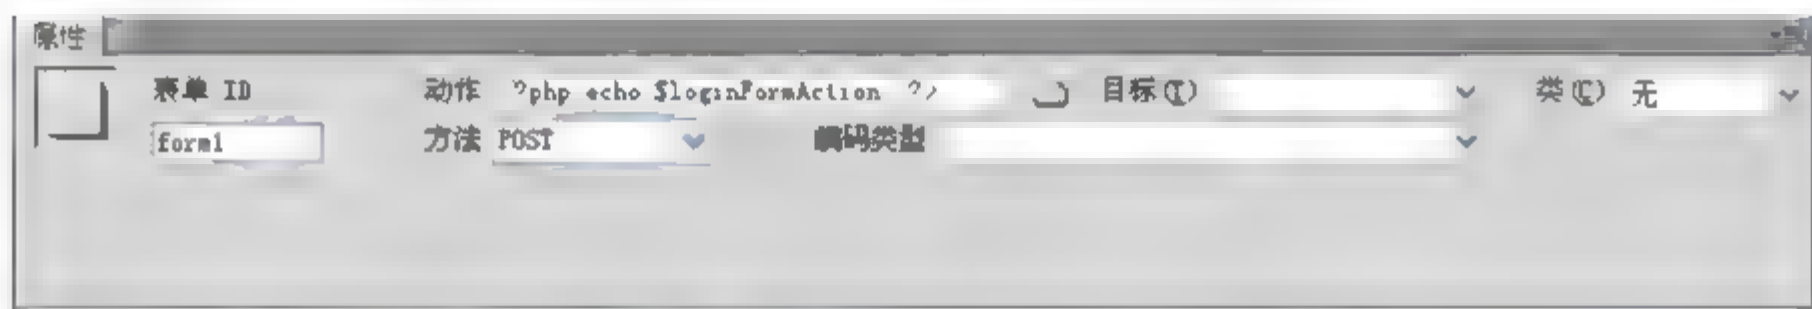 属性
表单 ID 动作 ?php echo $loginFormAction ?> 目标(T) 类(C) 无
form1 方法 POST 编码类型